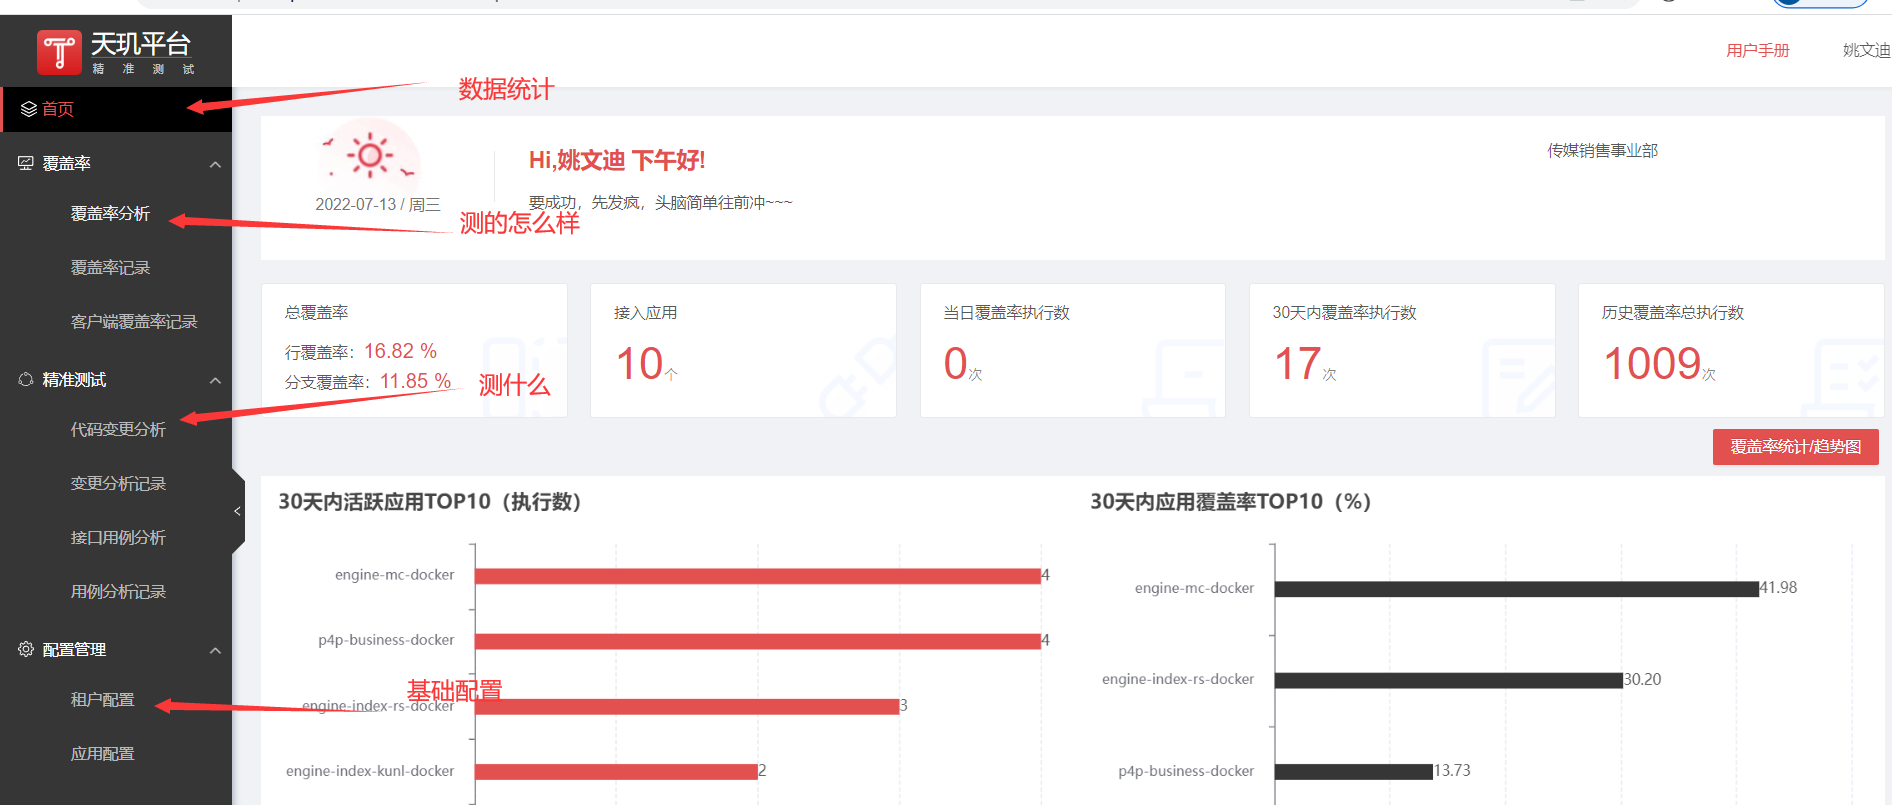 天玑平台
精 准 测 试
用户手册
姚文迪
首页
数据统计
覆盖率
覆盖率分析
覆盖率记录
客户端覆盖率记录
精准测试
代码变更分析
变更分析记录
接口用例分析
用例分析记录
配置管理
租户配置
应用配置
<
2022-07-13 / 周三
Hi,姚文迪 下午好!
要成功，先发疯，头脑简单往前冲~~~
传媒销售事业部
测的怎么样
总覆盖率
行覆盖率：16.82 %
分支覆盖率：11.85 %
测什么
接入应用
10个
当日覆盖率执行数
0次
30天内覆盖率执行数
17次
历史覆盖率总执行数
1009次
覆盖率统计/趋势图
30天内活跃应用TOP10（执行数）
engine-mc-docker 4
p4p-business-docker 4
基础配置
engine-index-rs-docker 3
engine-index-kunl-docker 2
30天内应用覆盖率TOP10（%）
engine-mc-docker 41.98
engine-index-rs-docker 30.20
p4p-business-docker 13.73